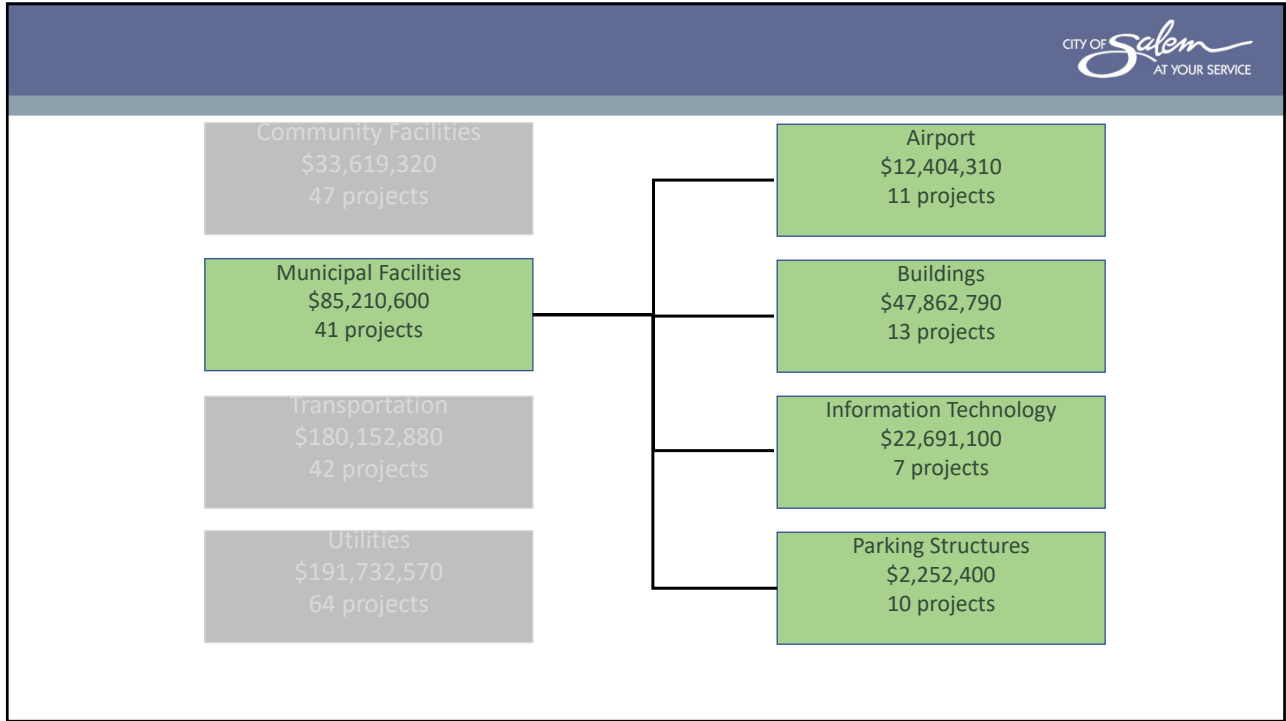 CITY OF Salem
AT YOUR SERVICE
Community Facilities
$33,619,320
47 projects
Municipal Facilities
$85,210,600
41 projects
Transportation
$180,152,880
42 projects
Utilities
$191,732,570
64 projects
Airport
$12,404,310
11 projects
Buildings
$47,862,790
13 projects
Information Technology
$22,691,100
7 projects
Parking Structures
$2,252,400
10 projects